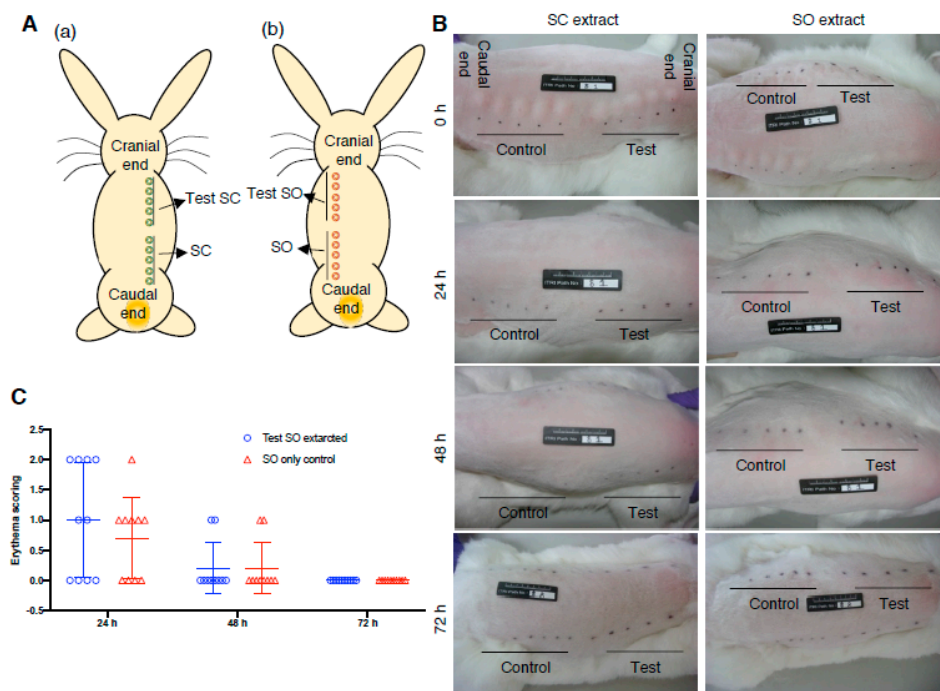 A
(a)
Cranial
end
Test SC
SC
Caudal
end
(b)
Cranial
end
Test SO
SO
Caudal
end
B
SC extract
SO extract
0 h
Caudal
end
Cranial
end
Control
Test
Control
Test
24 h
Control
Test
Control
Test
48 h
Control
Test
Control
Test
72 h
Control
Test
Control
Test
C
Erythema scoring
2.5
2.0
1.5
1.0
0.5
0.0
-0.5
Test SO extarcted
SO only control
24 h
48 h
72 h